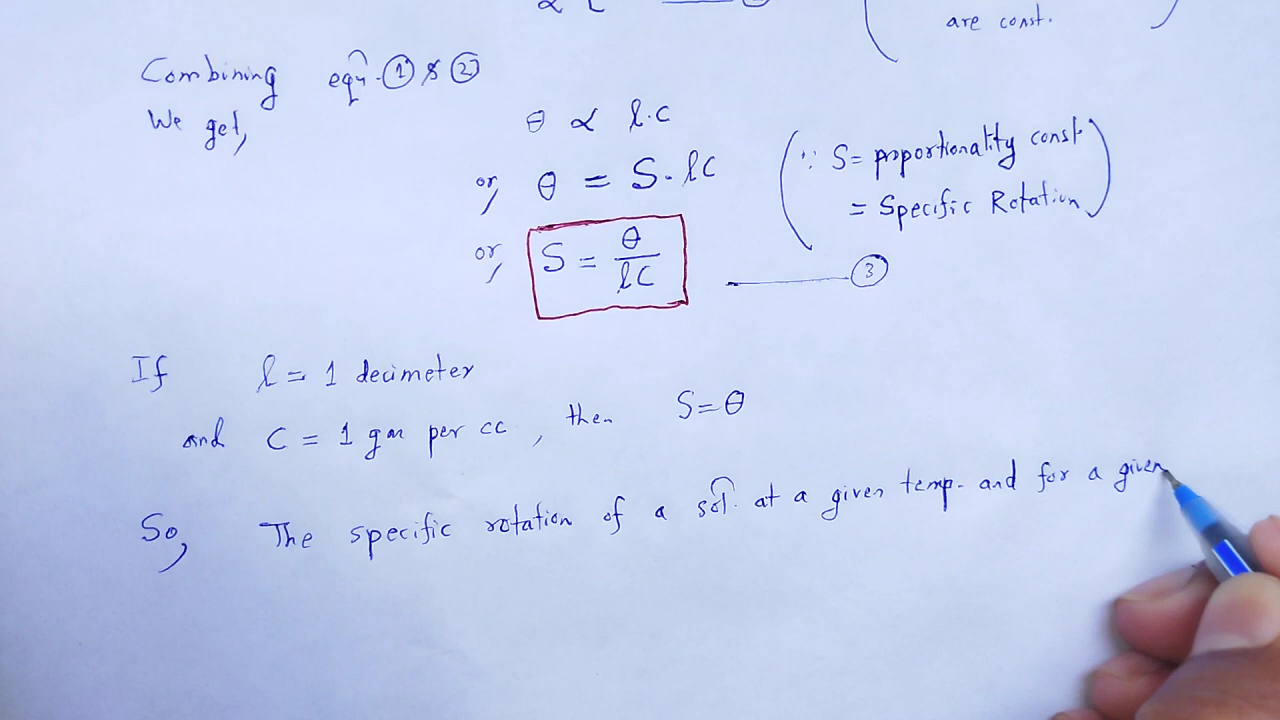 are const.
Combining eqn. ① & ②
We get,
θ ∝ l.C
or, θ = S. lC
(∵ S = proportionality const
= Specific Rotation)
or, S = θ/lC ——— ③
If l = 1 decimeter
and C = 1 gm per cc, then S = θ
So, The specific rotation of a sol. at a given temp. and for a given